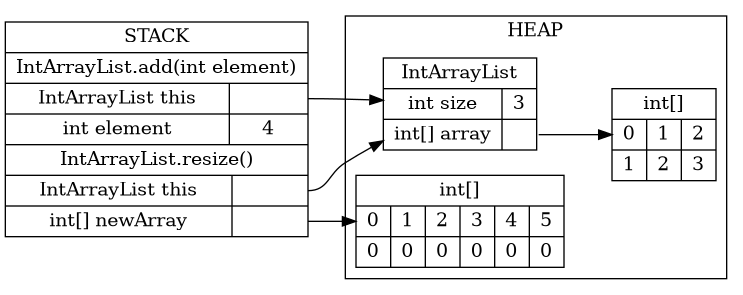 STACK
IntArrayList.add(int element)
IntArrayList this
int element 4
IntArrayList.resize()
IntArrayList this
int[] newArray
HEAP
IntArrayList
int size 3
int[] array
int[]
0 1 2
1 2 3
int[]
0 1 2 3 4 5
0 0 0 0 0 0